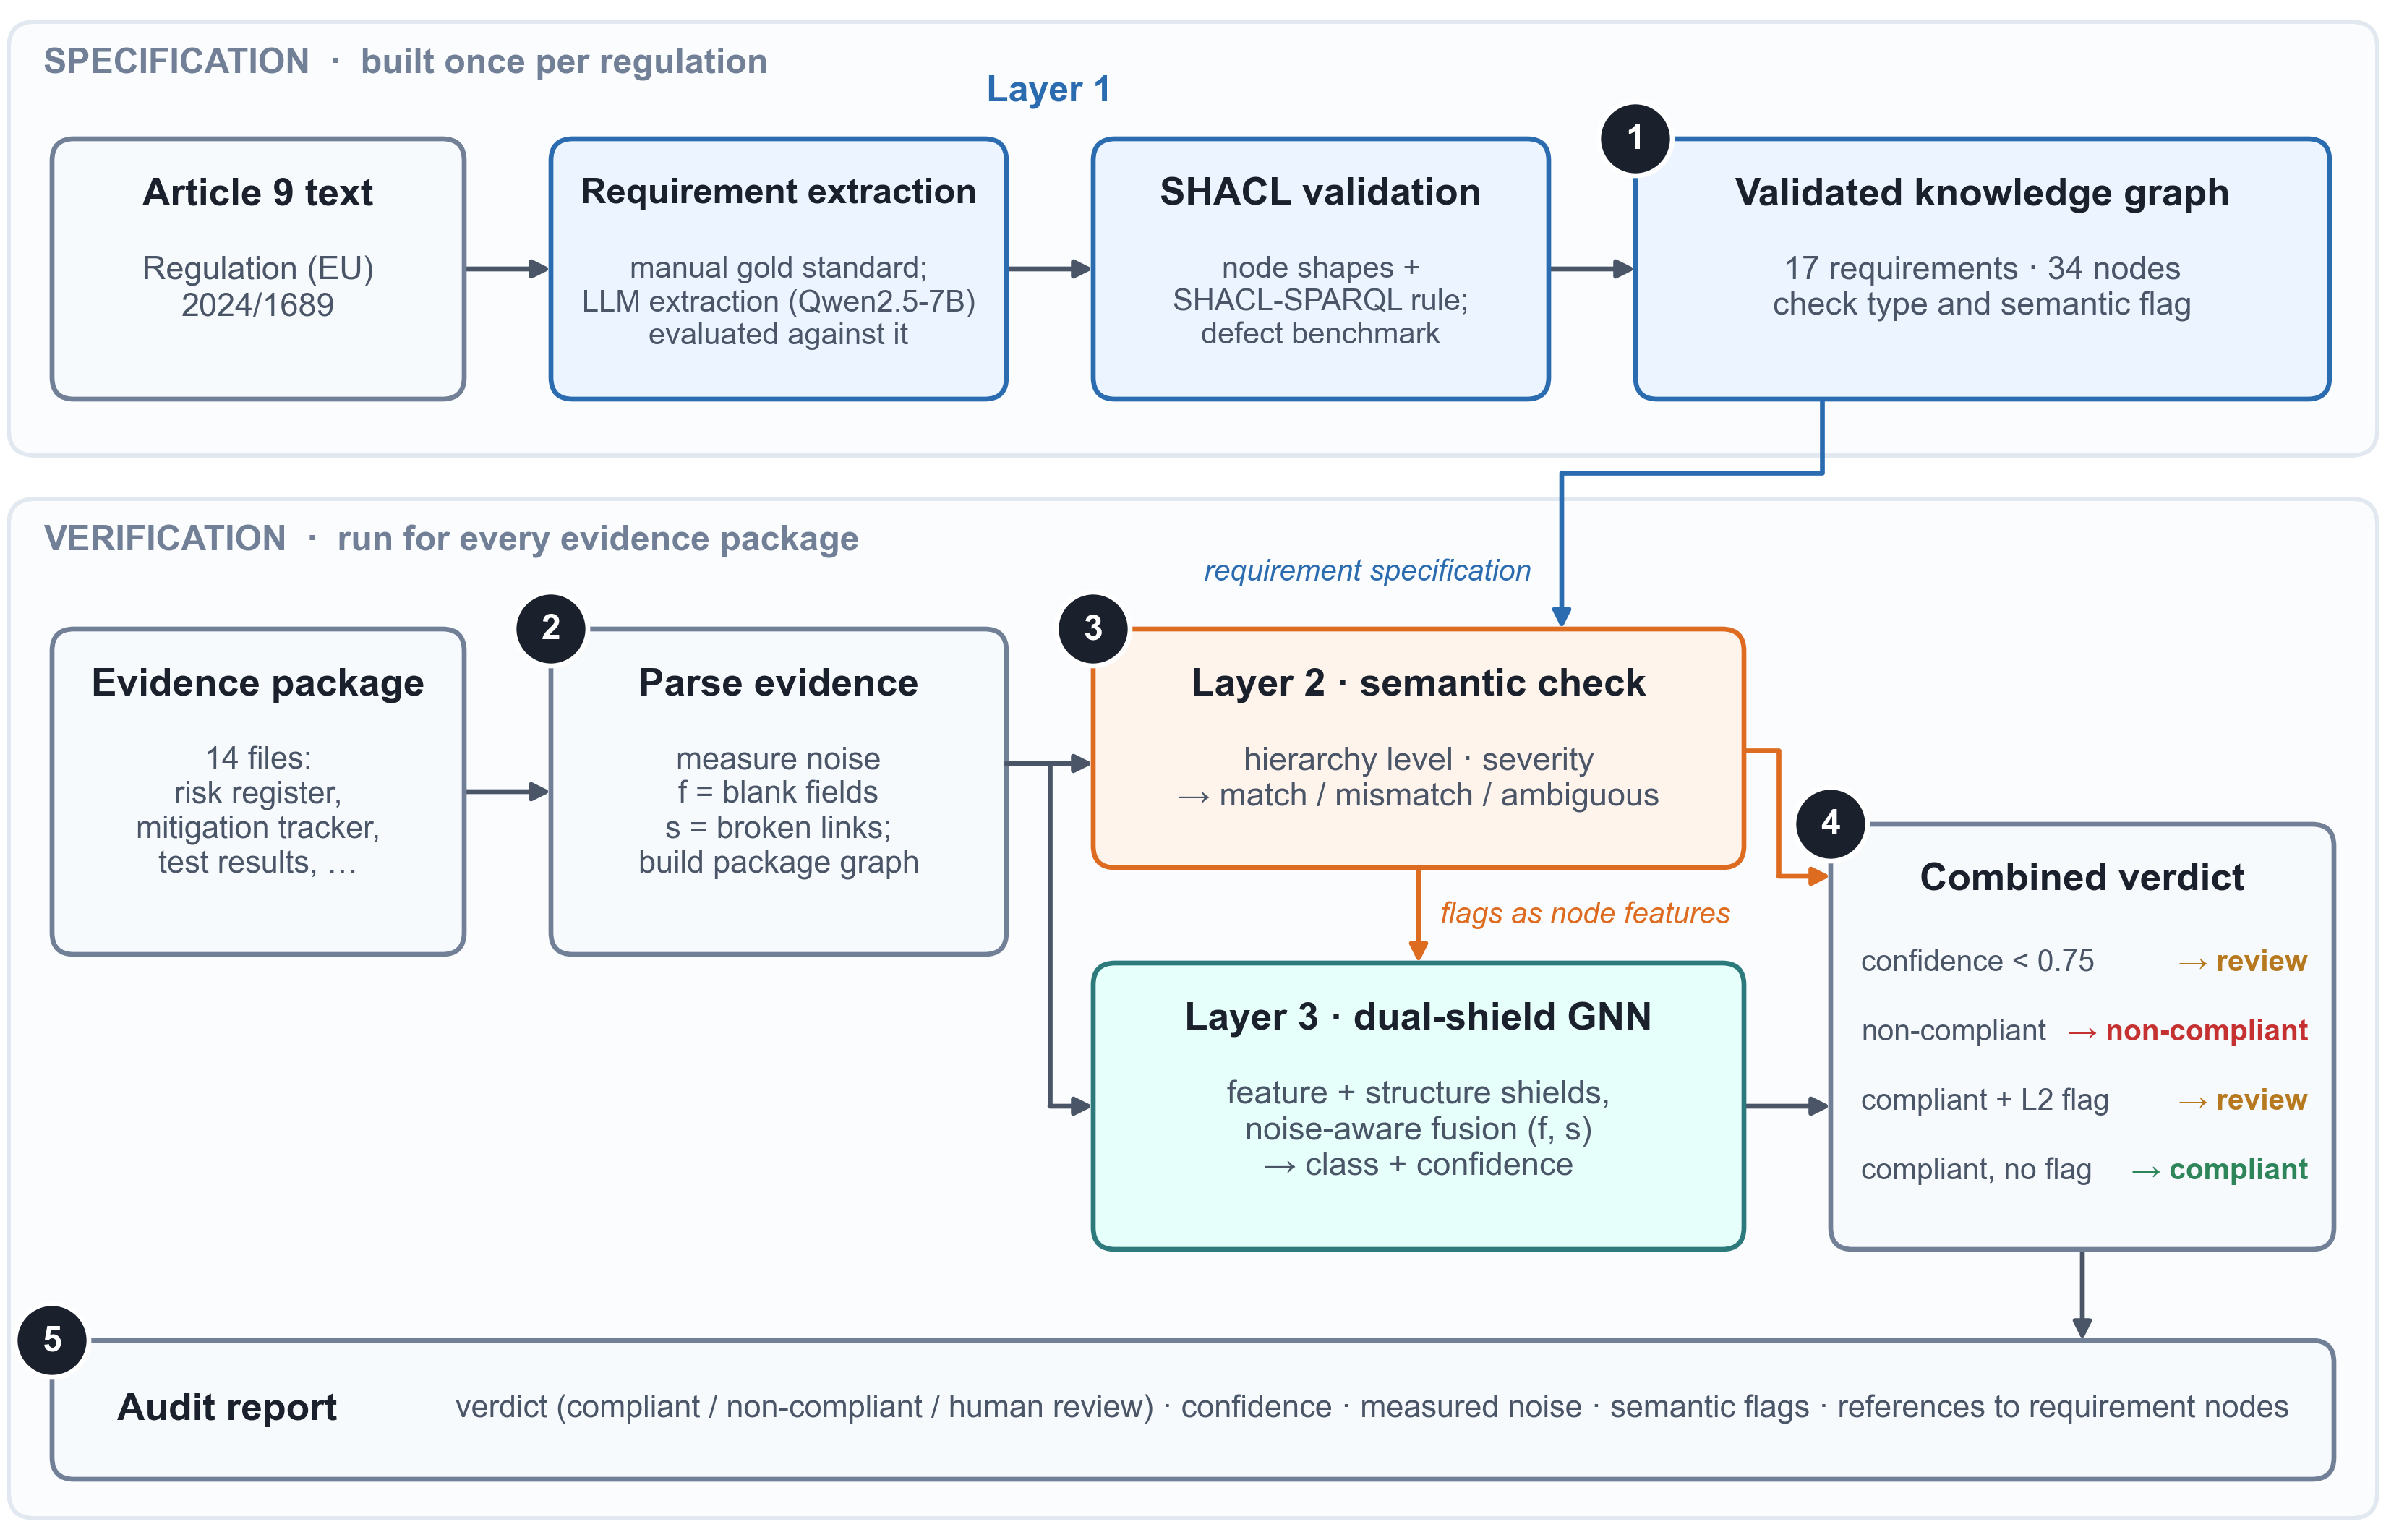 SPECIFICATION · built once per regulation
Layer 1
Article 9 text
Regulation (EU)
2024/1689
Requirement extraction
manual gold standard;
LLM extraction (Qwen2.5-7B)
evaluated against it
SHACL validation
node shapes +
SHACL-SPARQL rule;
defect benchmark
1
Validated knowledge graph
17 requirements · 34 nodes
check type and semantic flag
VERIFICATION · run for every evidence package
requirement specification
Evidence package
14 files:
risk register,
mitigation tracker,
test results, …
2
Parse evidence
measure noise
f = blank fields
s = broken links;
build package graph
3
Layer 2 · semantic check
hierarchy level · severity
→ match / mismatch / ambiguous
flags as node features
Layer 3 · dual-shield GNN
feature + structure shields,
noise-aware fusion (f, s)
→ class + confidence
4
Combined verdict
confidence < 0.75 → review
non-compliant → non-compliant
compliant + L2 flag → review
compliant, no flag → compliant
5
Audit report
verdict (compliant / non-compliant / human review) · confidence · measured noise · semantic flags · references to requirement nodes